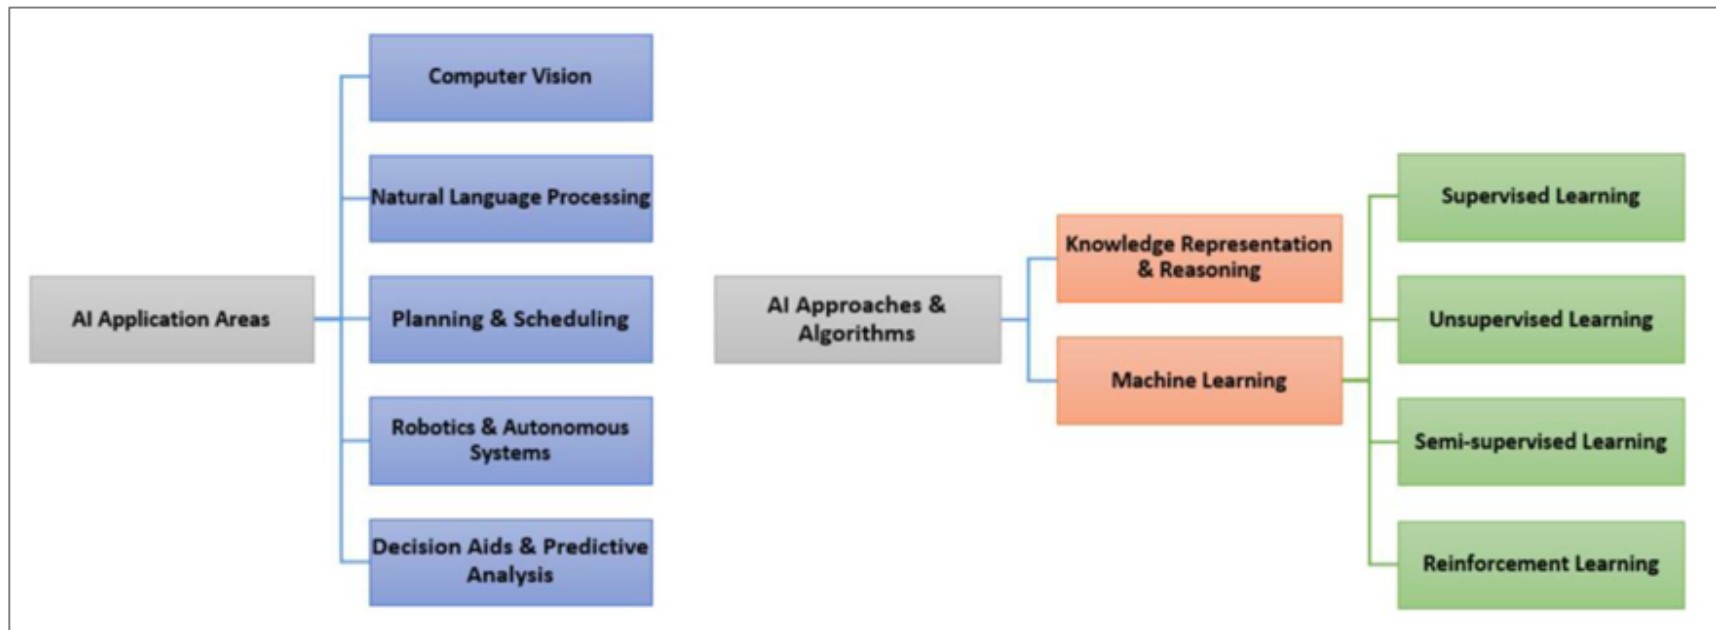 AI Application Areas
Computer Vision
Natural Language Processing
Planning & Scheduling
Robotics & Autonomous
Systems
Decision Aids & Predictive
Analysis
AI Approaches &
Algorithms
Knowledge Representation
& Reasoning
Machine Learning
Supervised Learning
Unsupervised Learning
Semi-supervised Learning
Reinforcement Learning